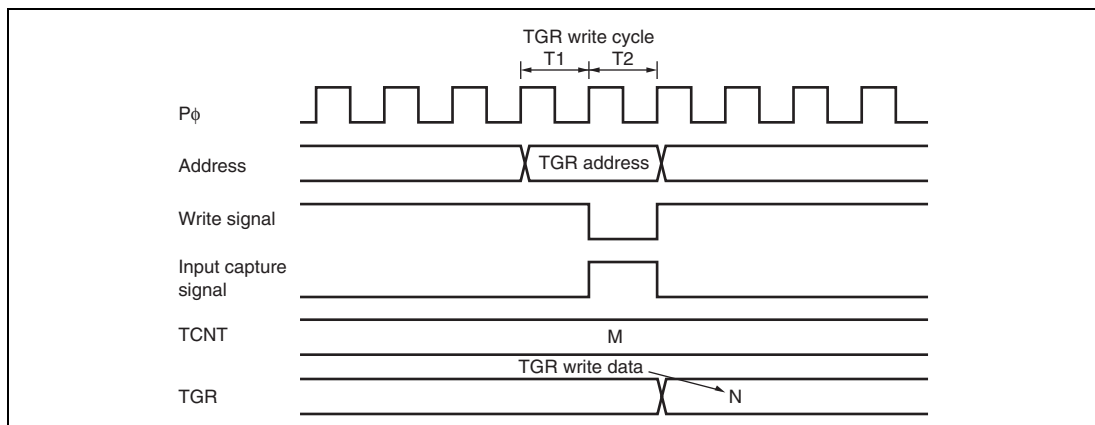 TGR write cycle
T1 T2
Pϕ
Address
TGR address
Write signal
Input capture
signal
TCNT
M
TGR write data
TGR
N